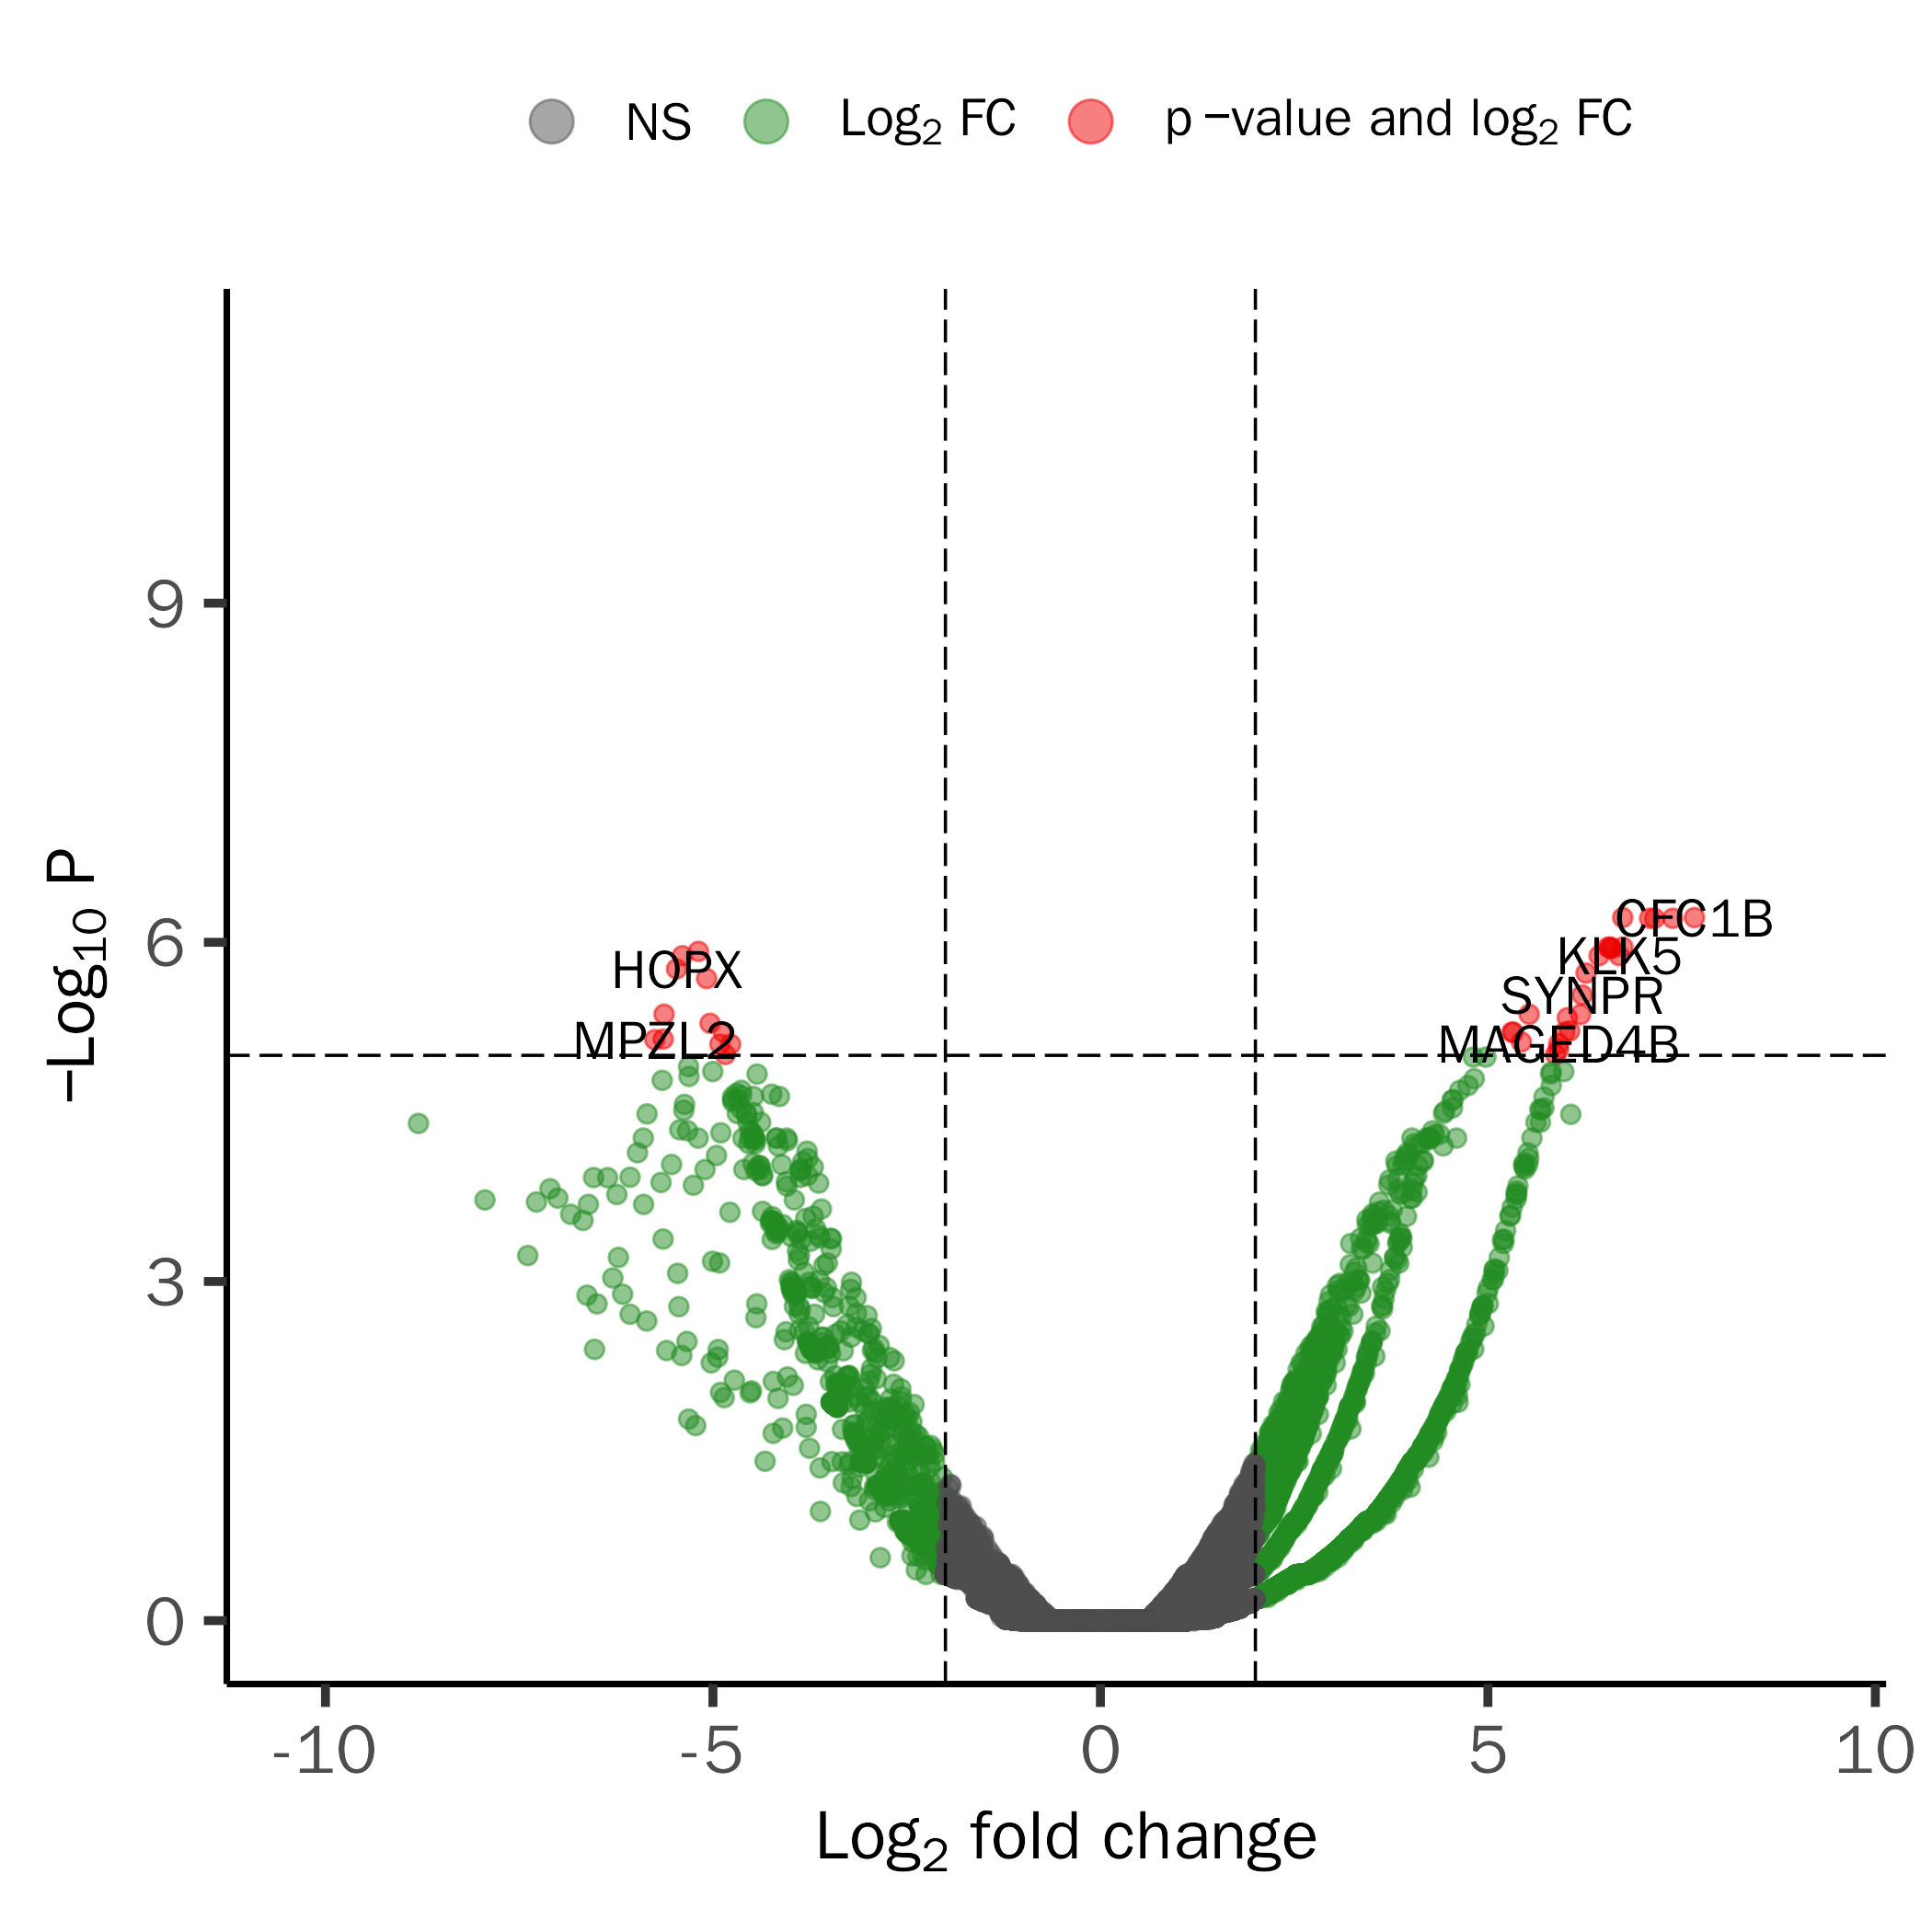 NS Log₂ FC p −value and log₂ FC
−Log₁₀ P
9
6
3
0
CFC1B
KLK5
HOPX
SYNPR
MPZL2
MAGED4B
-10 -5 0 5 10
Log₂ fold change